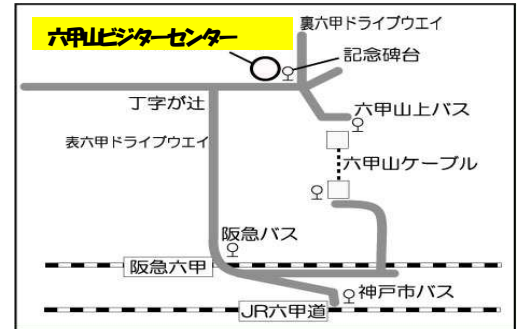 裏六甲ドライブウエイ
六甲山ビジターセンター
記念碑台
丁字が辻
六甲山上バス
表六甲ドライブウエイ
六甲山ケーブル
阪急バス
阪急六甲
神戸市バス
JR六甲道